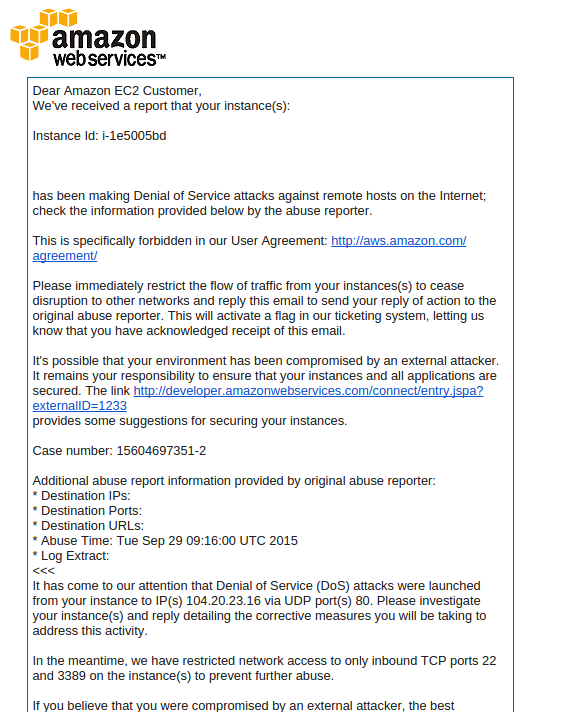 amazon
webservices™
Dear Amazon EC2 Customer,
We've received a report that your instance(s):
Instance Id: i-1e5005bd
has been making Denial of Service attacks against remote hosts on the Internet;
check the information provided below by the abuse reporter.
This is specifically forbidden in our User Agreement: http://aws.amazon.com/
agreement/
Please immediately restrict the flow of traffic from your instances(s) to cease
disruption to other networks and reply this email to send your reply of action to the
original abuse reporter. This will activate a flag in our ticketing system, letting us
know that you have acknowledged receipt of this email.
It's possible that your environment has been compromised by an external attacker.
It remains your responsibility to ensure that your instances and all applications are
secured. The link http://developer.amazonwebservices.com/connect/entry.jspa?
externalID=1233
provides some suggestions for securing your instances.
Case number: 15604697351-2
Additional abuse report information provided by original abuse reporter:
* Destination IPs:
* Destination Ports:
* Destination URLs:
* Abuse Time: Tue Sep 29 09:16:00 UTC 2015
* Log Extract:
<<<
It has come to our attention that Denial of Service (DoS) attacks were launched
from your instance to IP(s) 104.20.23.16 via UDP port(s) 80. Please investigate
your instance(s) and reply detailing the corrective measures you will be taking to
address this activity.
In the meantime, we have restricted network access to only inbound TCP ports 22
and 3389 on the instance(s) to prevent further abuse.
If you believe that you were compromised by an external attacker, the best